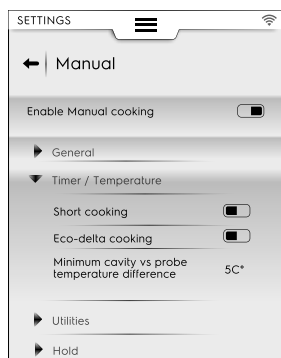 SETTINGS
Manual
Enable Manual cooking
General
Timer / Temperature
Short cooking
Eco-delta cooking
Minimum cavity vs probe
temperature difference
5C°
Utilities
Hold